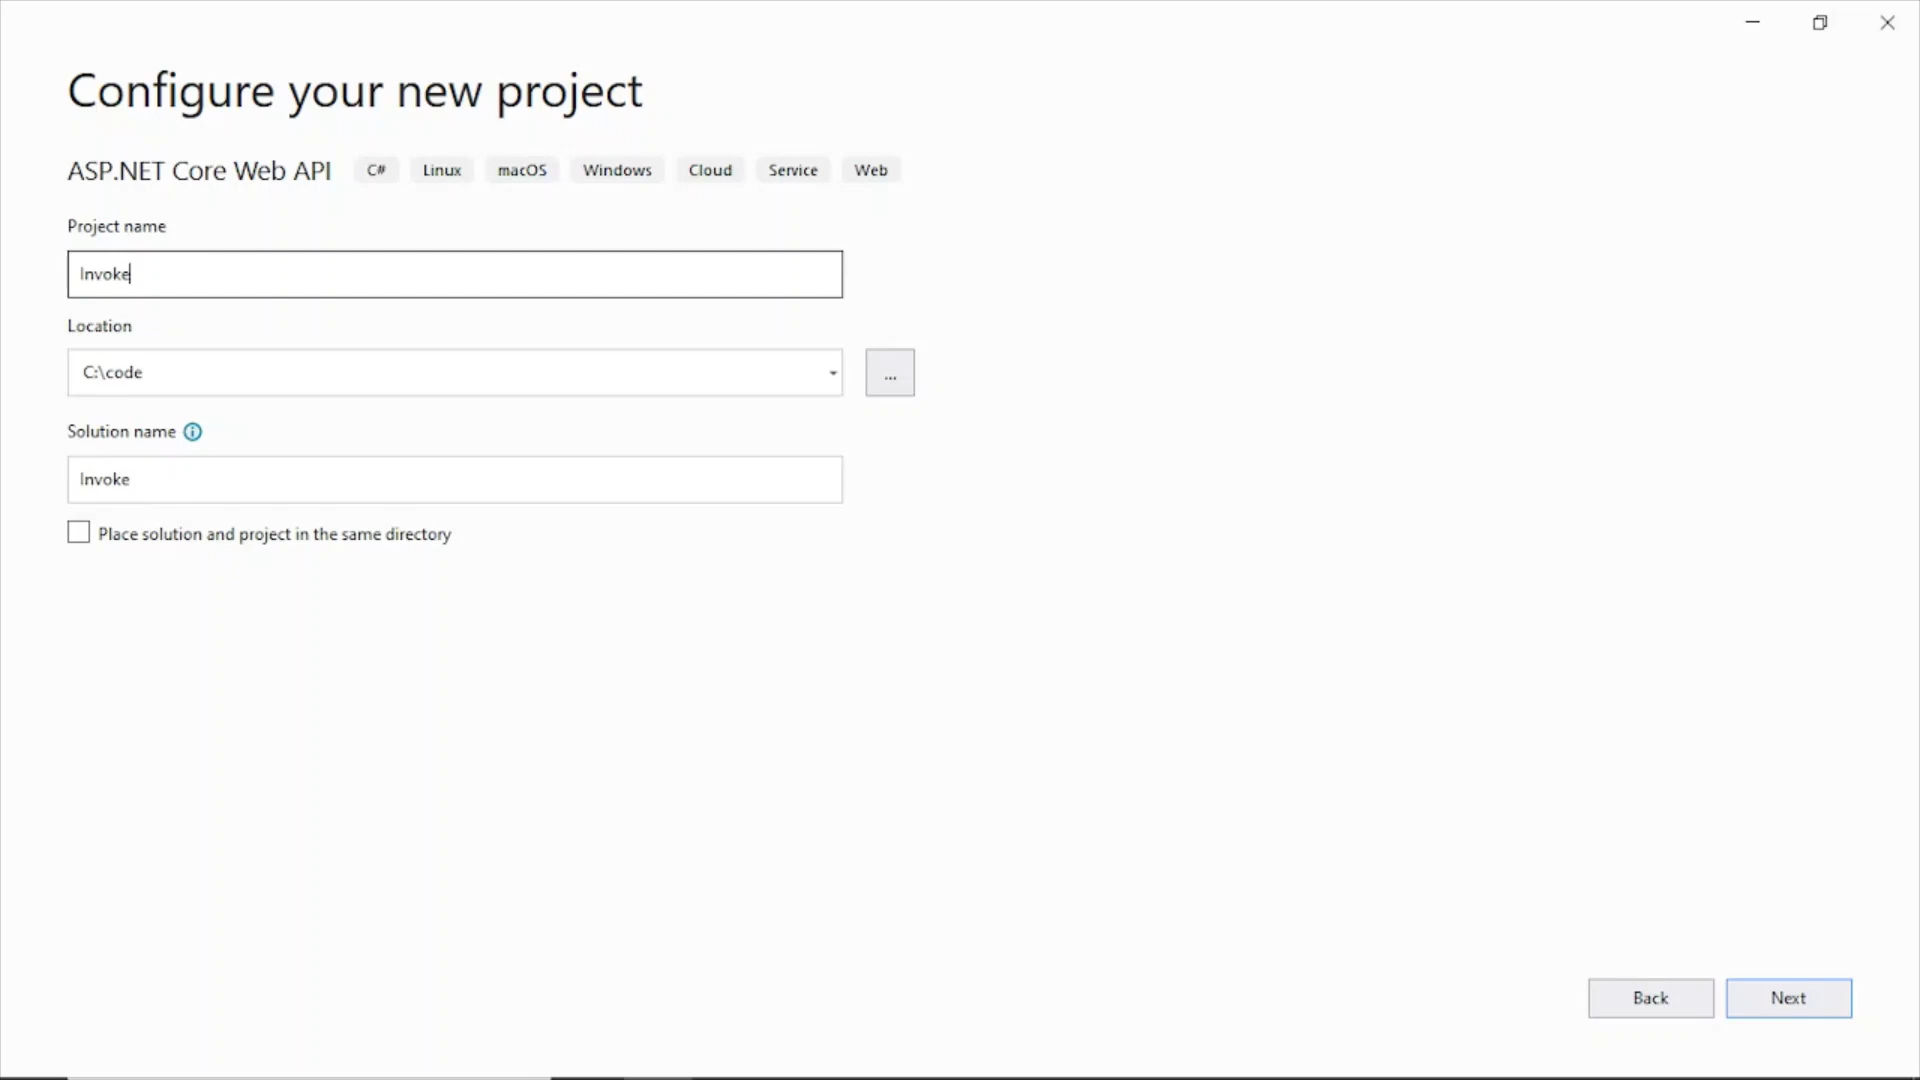 Configure your new project
ASP.NET Core Web API C# Linux macOS Windows Cloud Service Web
Project name
Invoke
Location
C:\code
...
Solution name
Invoke
Place solution and project in the same directory
Back Next